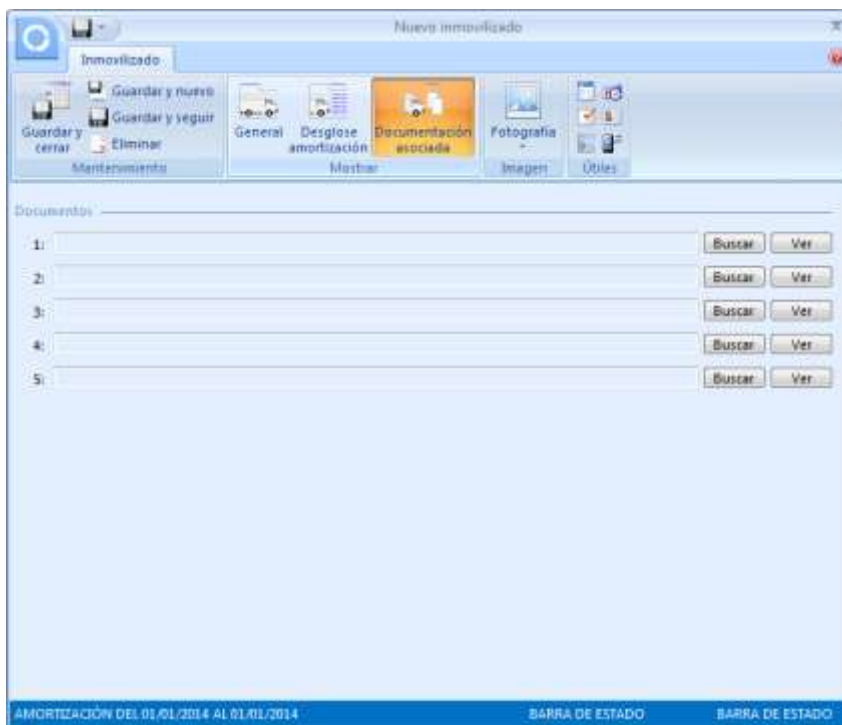 Nuevo inmovilizado
Inmovilizado
Guardar y cerrar
Guardar y nuevo
Guardar y seguir
Eliminar
Mantenimiento
General
Desglose amortización
Documentación asociada
Mostrar
Fotografía
Imagen
Útiles
Documentos
1:
Buscar
Ver
2:
Buscar
Ver
3:
Buscar
Ver
4:
Buscar
Ver
5:
Buscar
Ver
AMORTIZACIÓN DEL 01/01/2014 AL 01/01/2014
BARRA DE ESTADO
BARRA DE ESTADO